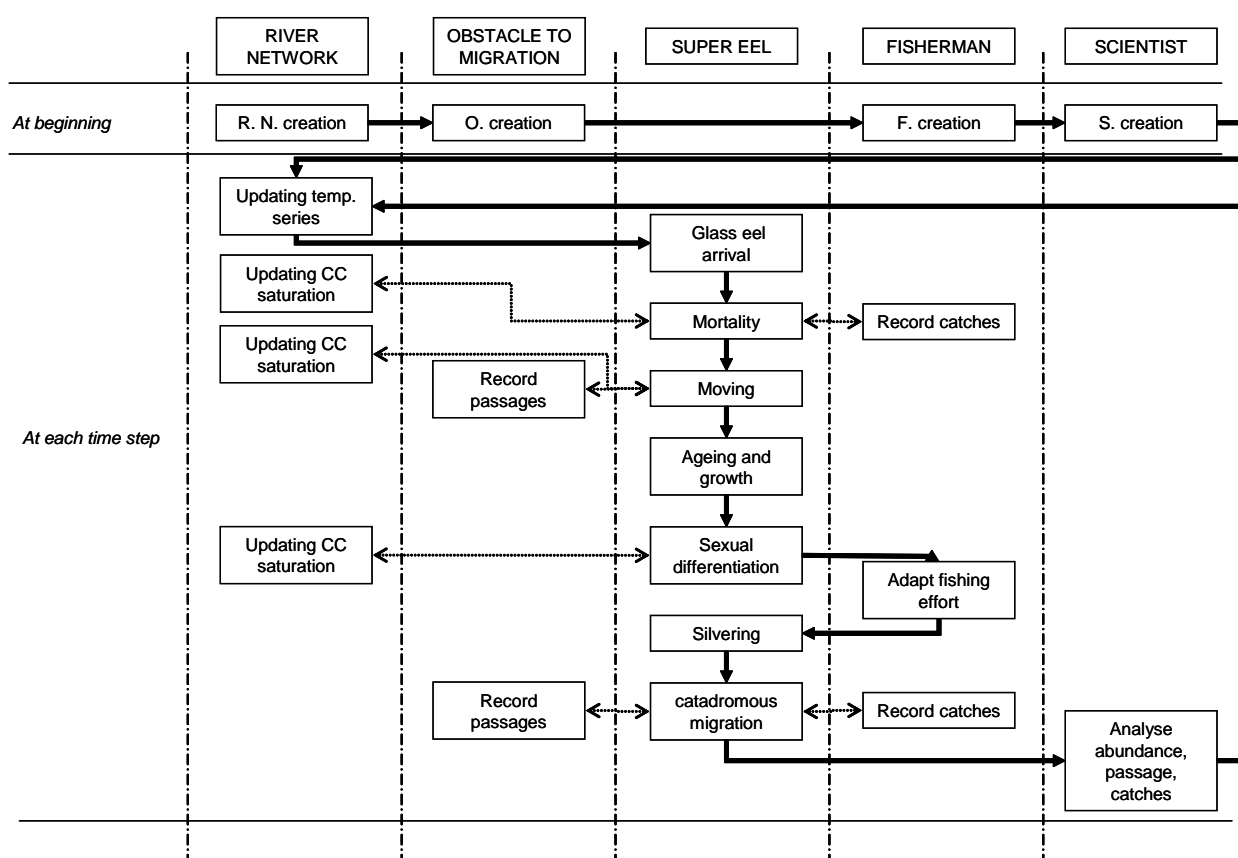 RIVER
NETWORK
OBSTACLE TO
MIGRATION
SUPER EEL
FISHERMAN
SCIENTIST
At beginning
R. N. creation
O. creation
F. creation
S. creation
Updating temp.
series
Glass eel
arrival
Updating CC
saturation
Mortality
Record catches
Updating CC
saturation
Record
passages
Moving
At each time step
Ageing and
growth
Updating CC
saturation
Sexual
differentiation
Adapt fishing
effort
Silvering
Record
passages
catadromous
migration
Record catches
Analyse
abundance,
passage,
catches